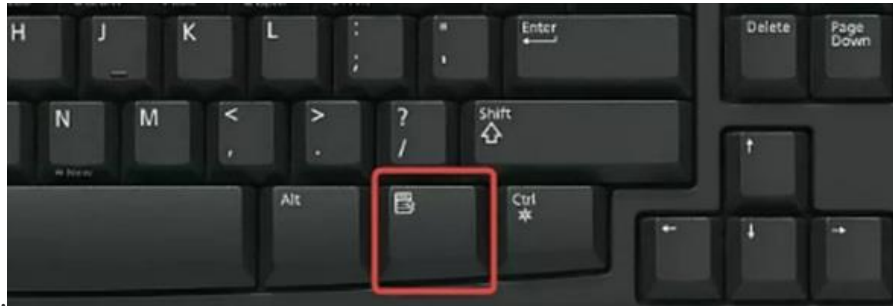 H J K L : ; " ' Enter Delete Page Down
N M < , > . ? / Shift
Alt Ctrl